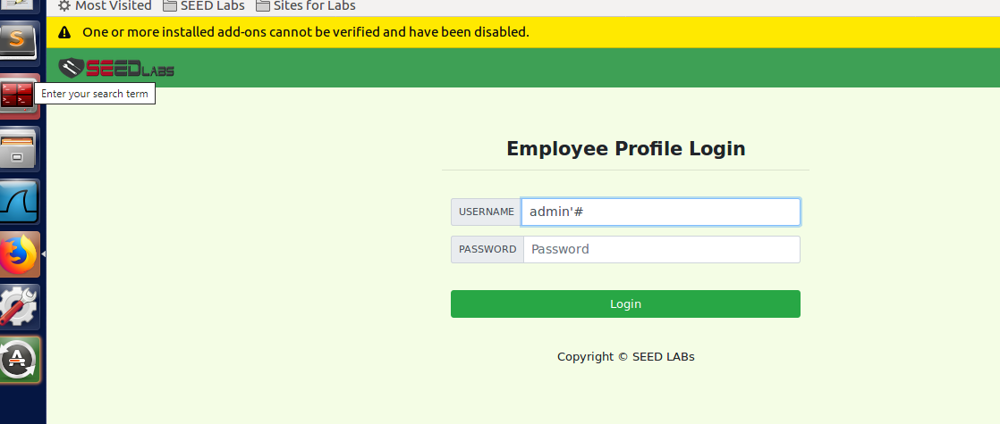 Most Visited SEED Labs Sites for Labs
One or more installed add-ons cannot be verified and have been disabled.
SEEDLABS
Enter your search term
Employee Profile Login
USERNAME admin'#
PASSWORD Password
Login
Copyright © SEED LABs